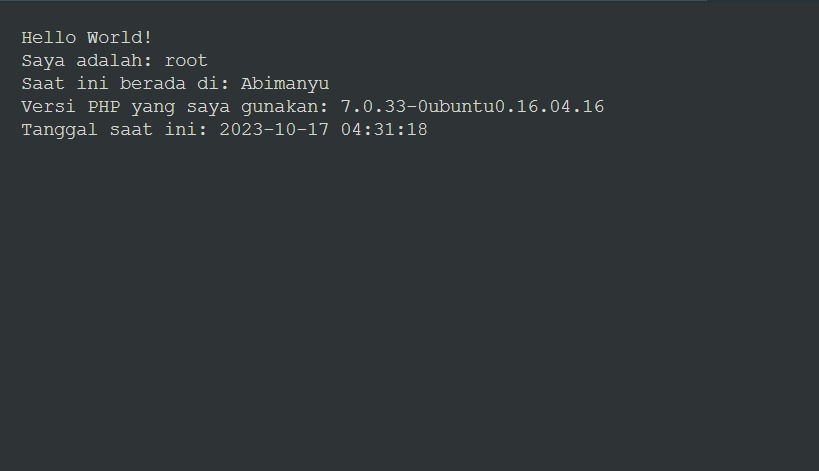 Hello World!
Saya adalah: root
Saat ini berada di: Abimanyu
Versi PHP yang saya gunakan: 7.0.33-0ubuntu0.16.04.16
Tanggal saat ini: 2023-10-17 04:31:18